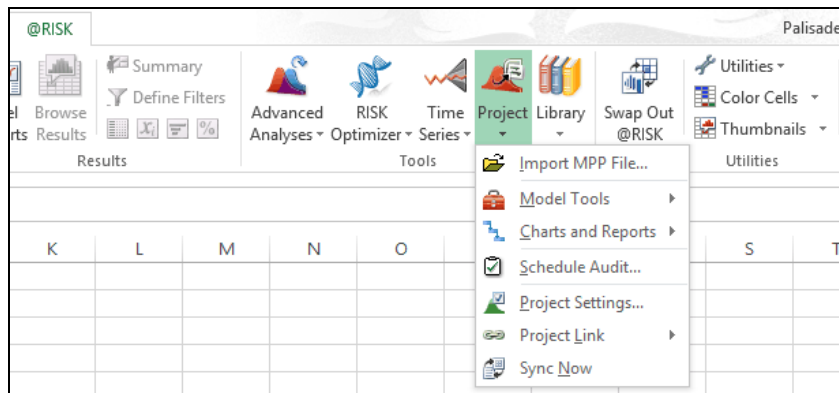 @RISK
Palisade
Summary
Define Filters
Browse
Results
Results
Advanced
Analyses
RISK
Optimizer
Time
Series
Project
Library
Swap Out
@RISK
Tools
Utilities
Color Cells
Thumbnails
Utilities
Import MPP File...
Model Tools
Charts and Reports
Schedule Audit...
Project Settings...
Project Link
Sync Now
K L M N O S T